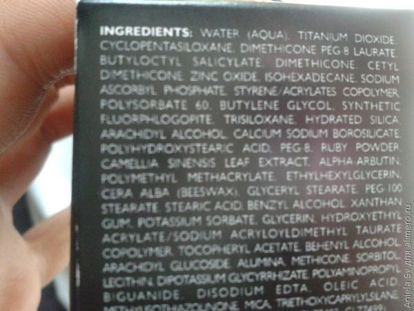 INGREDIENTS: WATER (AQUA), TITANIUM DIOXIDE,
CYCLOPENTASILOXANE, DIMETHICONE PEG 8 LAURATE,
BUTYLOCTYL SALICYLATE, DIMETHICONE, CETYL
DIMETHICONE, ZINC OXIDE, ISOHEXADECANE, SODIUM
ASCORBYL PHOSPHATE, STYRENE/ACRYLATES COPOLYMER,
POLYSORBATE 60, BUTYLENE GLYCOL, SYNTHETIC
FLUORPHLOGOPITE, TRISILOXANE, HYDRATED SILICA,
ARACHIDYL ALCOHOL, CALCIUM SODIUM BOROSILICATE,
POLYHYDROXYSTEARIC ACID, PEG 8, RUBY POWDER,
CAMELLIA SINENSIS LEAF EXTRACT, ALPHA-ARBUTIN,
POLYMETHYL METHACRYLATE, ETHYLHEXYLGLYCERIN,
CERA ALBA (BEESWAX), GLYCERYL STEARATE, PEG 100
STEARATE, STEARIC ACID, BENZYL ALCOHOL, XANTHAN
GUM, POTASSIUM SORBATE, GLYCERIN, HYDROXYETHYL
ACRYLATE/SODIUM ACRYLOYLDIMETHYL TAURATE
COPOLYMER, TOCOPHERYL ACETATE, BEHENYL ALCOHOL,
ARACHIDYL GLUCOSIDE, ALUMINA, METHICONE, SORBITOL,
LECITHIN, DIPOTASSIUM GLYCYRRHIZATE, POLYAMINOPROPYL
BIGUANIDE, DISODIUM EDTA, OLEIC ACID,
METHYLISOTHIAZOLINONE, MICA, TRIETHOXYCAPRYLYLSILANE,